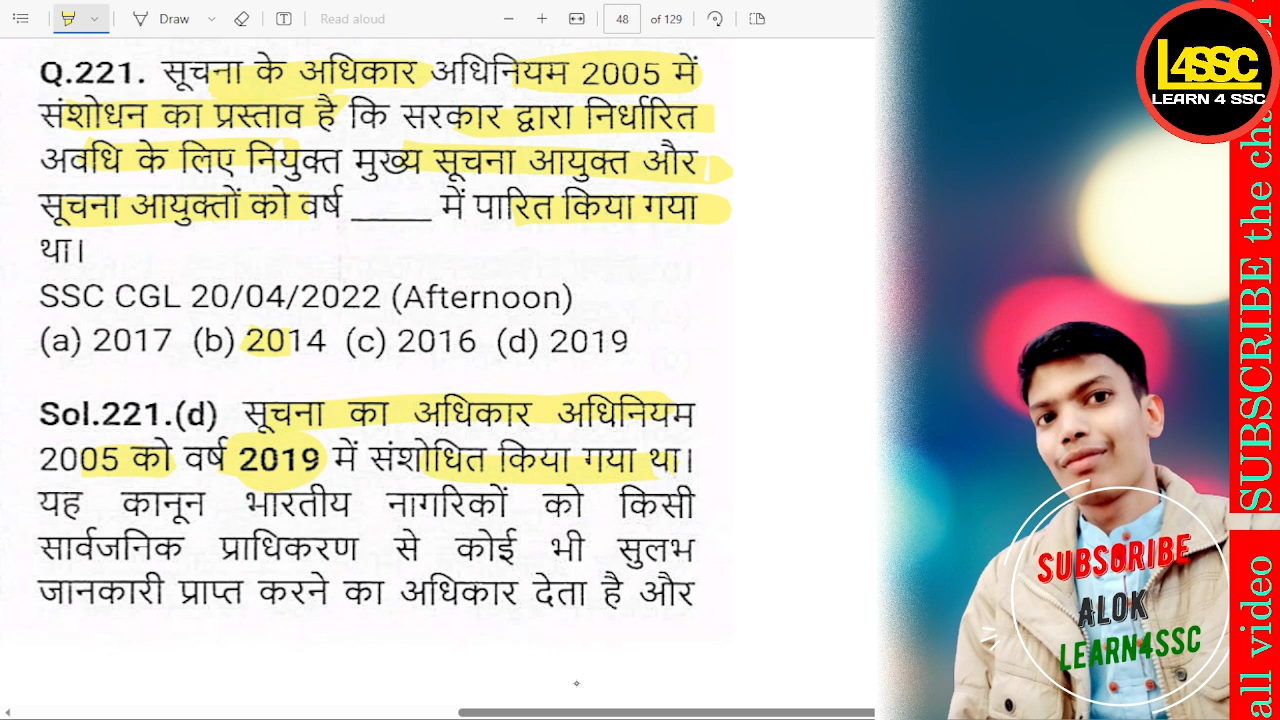 Draw
Read aloud
48
of 129
Q.221. सूचना के अधिकार अधिनियम 2005 में
संशोधन का प्रस्ताव है कि सरकार द्वारा निर्धारित
अवधि के लिए नियुक्त मुख्य सूचना आयुक्त और
सूचना आयुक्तों को वर्ष _____ में पारित किया गया
था।
SSC CGL 20/04/2022 (Afternoon)
(a) 2017 (b) 2014 (c) 2016 (d) 2019
Sol.221.(d) सूचना का अधिकार अधिनियम
2005 को वर्ष 2019 में संशोधित किया गया था।
यह कानून भारतीय नागरिकों को किसी
सार्वजनिक प्राधिकरण से कोई भी सुलभ
जानकारी प्राप्त करने का अधिकार देता है और
L4SSC
LEARN 4 SSC
SUBSCRIBE the cha
all video
SUBSORIBE
ALOK
LEARN4SSC